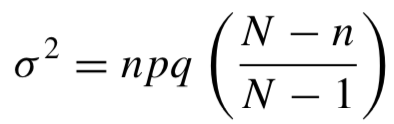 σ² = npq ( (N − n) / (N − 1) )